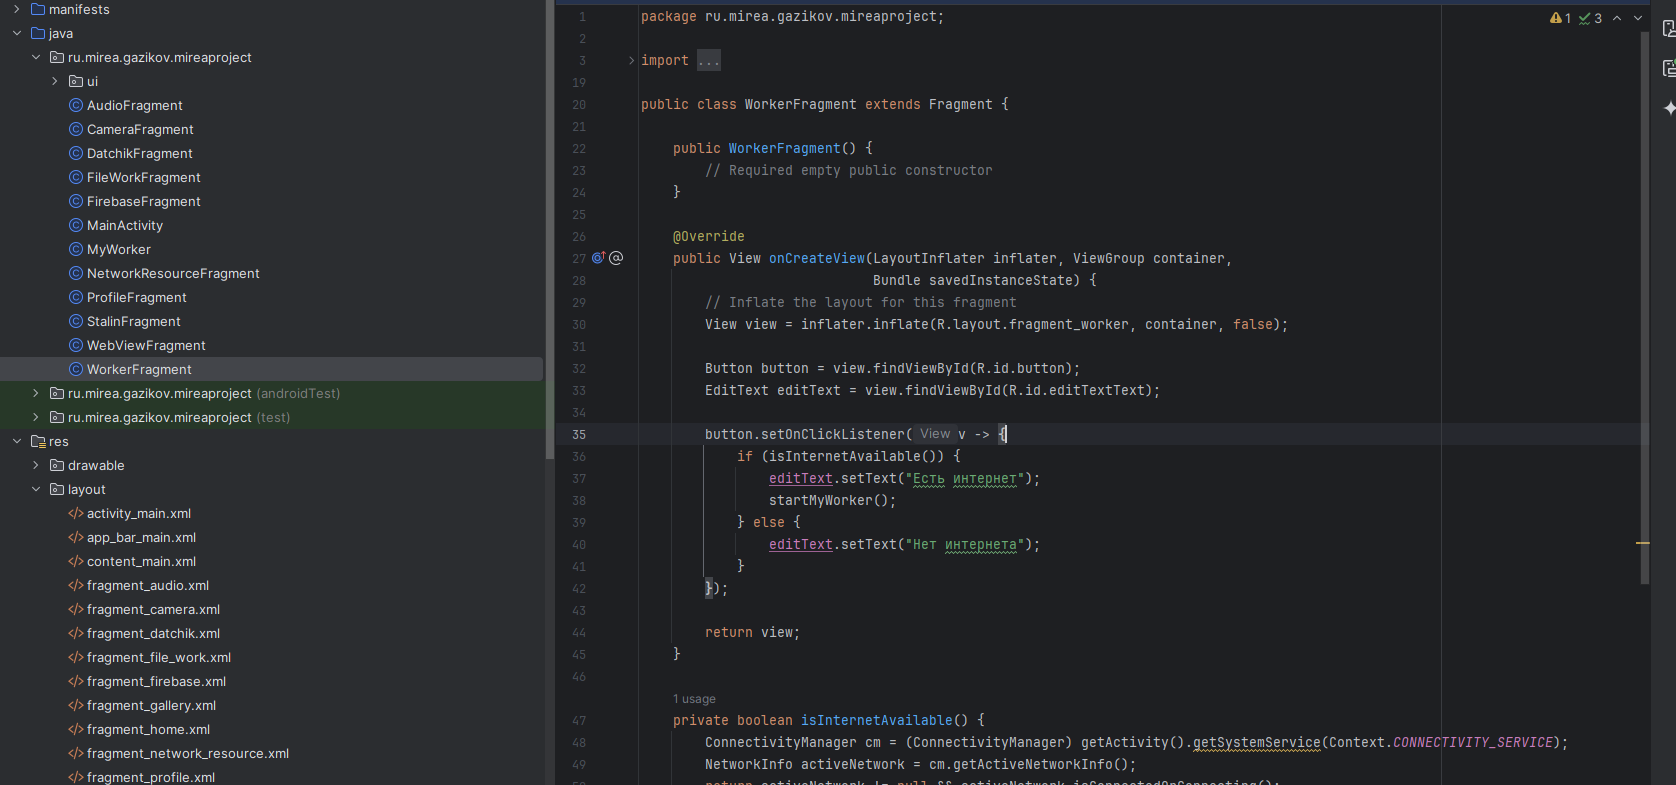 manifests
java
ru.mirea.gazikov.mireaproject
ui
AudioFragment
CameraFragment
DatchikFragment
FileWorkFragment
FirebaseFragment
MainActivity
MyWorker
NetworkResourceFragment
ProfileFragment
StalinFragment
WebViewFragment
WorkerFragment
ru.mirea.gazikov.mireaproject (androidTest)
ru.mirea.gazikov.mireaproject (test)
res
drawable
layout
activity_main.xml
app_bar_main.xml
content_main.xml
fragment_audio.xml
fragment_camera.xml
fragment_datchik.xml
fragment_file_work.xml
fragment_firebase.xml
fragment_gallery.xml
fragment_home.xml
fragment_network_resource.xml
fragment_profile.xml
1 package ru.mirea.gazikov.mireaproject;
2
3 import ...
19
20 public class WorkerFragment extends Fragment {
21
22 public WorkerFragment() {
23 // Required empty public constructor
24 }
25
26 @Override
27 public View onCreateView(LayoutInflater inflater, ViewGroup container,
28 Bundle savedInstanceState) {
29 // Inflate the layout for this fragment
30 View view = inflater.inflate(R.layout.fragment_worker, container, false);
31
32 Button button = view.findViewById(R.id.button);
33 EditText editText = view.findViewById(R.id.editTextText);
34
35 button.setOnClickListener( View v -> {
36 if (isInternetAvailable()) {
37 editText.setText("Есть интернет");
38 startMyWorker();
39 } else {
40 editText.setText("Нет интернета");
41 }
42 });
43
44 return view;
45 }
46
1 usage
47 private boolean isInternetAvailable() {
48 ConnectivityManager cm = (ConnectivityManager) getActivity().getSystemService(Context.CONNECTIVITY_SERVICE);
49 NetworkInfo activeNetwork = cm.getActiveNetworkInfo();
50 return activeNetwork != null && activeNetwork.isConnectedOrConnecting();
1 3